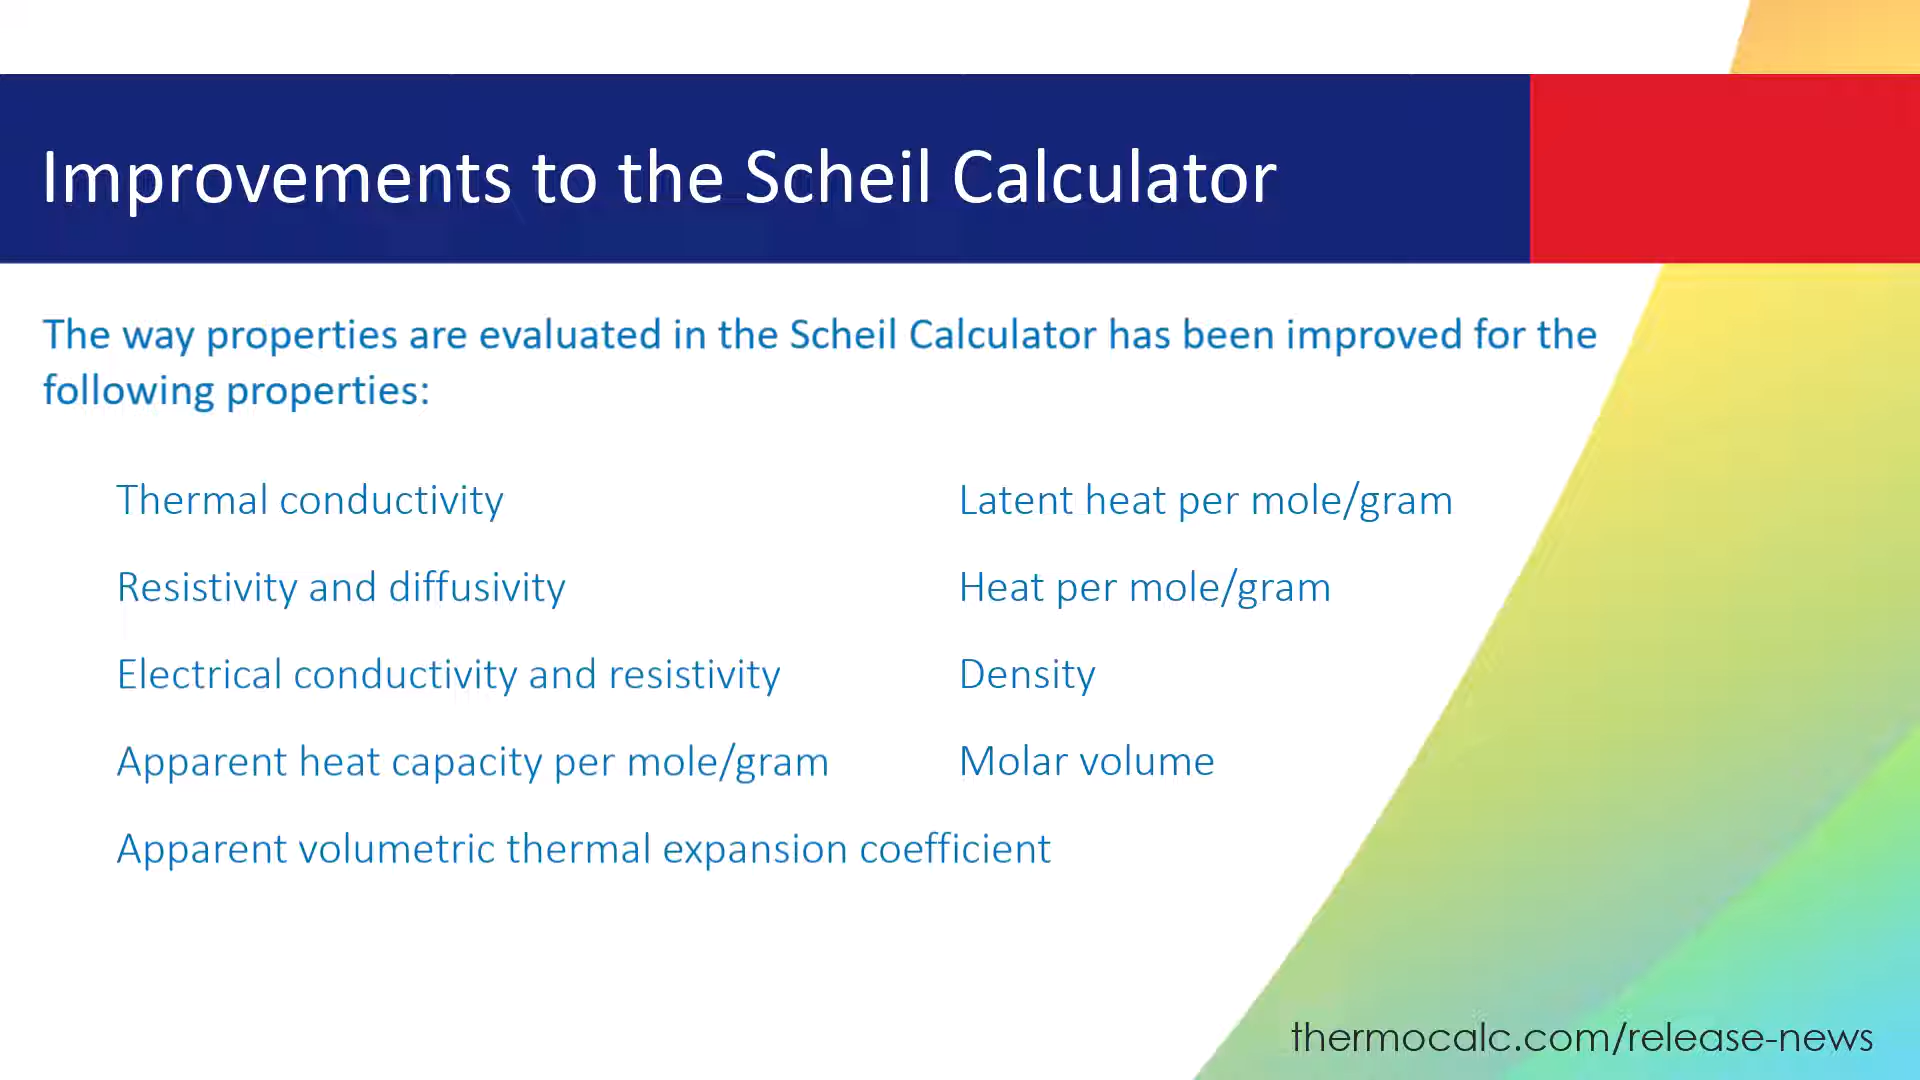 Improvements to the Scheil Calculator
The way properties are evaluated in the Scheil Calculator has been improved for the
following properties:
Thermal conductivity
Resistivity and diffusivity
Electrical conductivity and resistivity
Apparent heat capacity per mole/gram
Apparent volumetric thermal expansion coefficient
Latent heat per mole/gram
Heat per mole/gram
Density
Molar volume
thermocalc.com/release-news